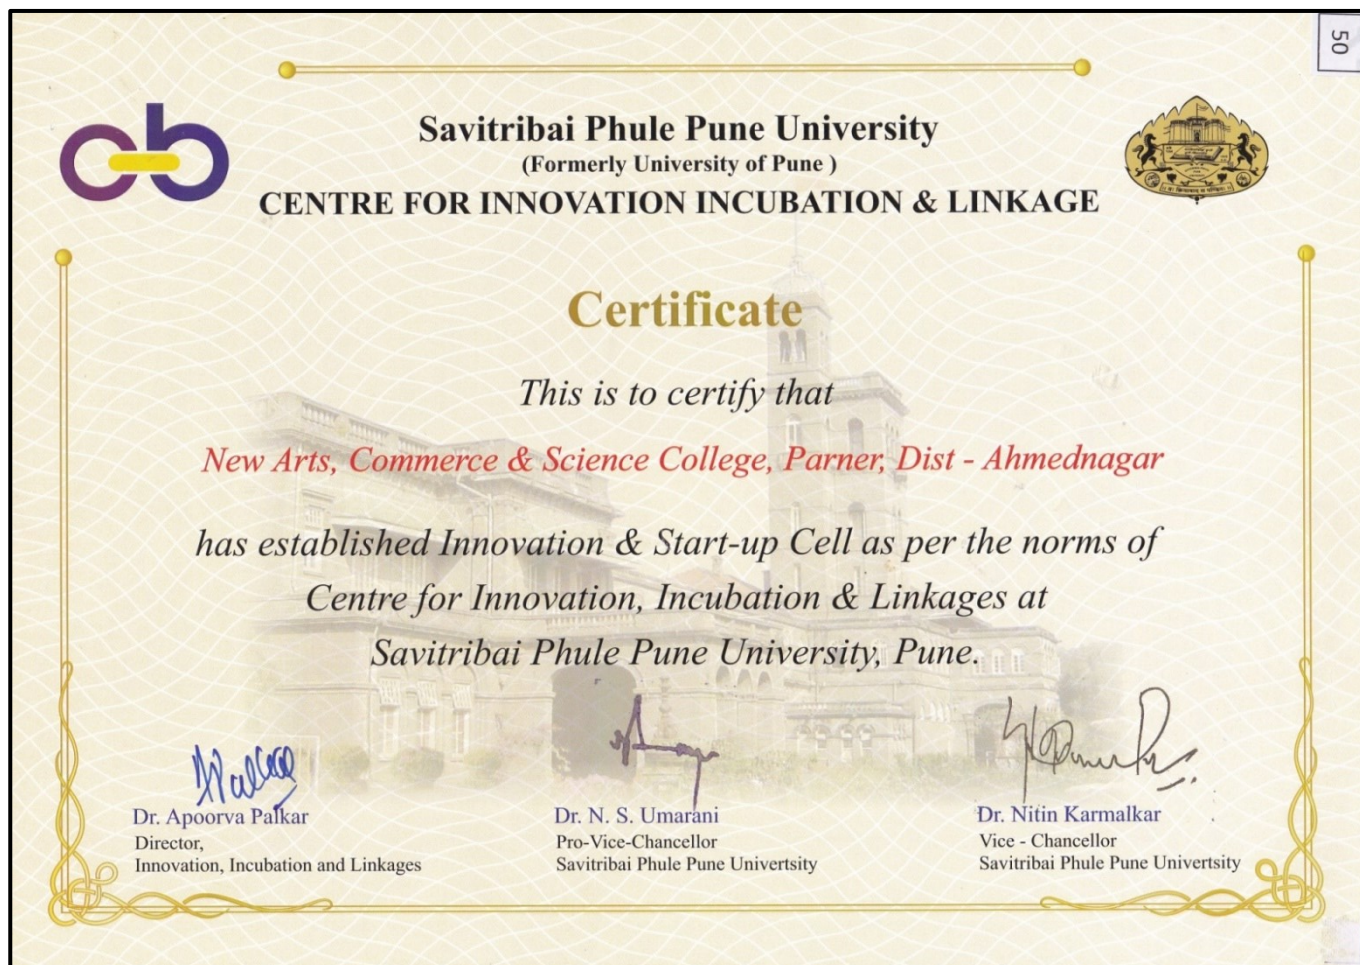 50
Savitribai Phule Pune University
(Formerly University of Pune )
CENTRE FOR INNOVATION INCUBATION & LINKAGE
Certificate
This is to certify that
New Arts, Commerce & Science College, Parner, Dist - Ahmednagar
has established Innovation & Start-up Cell as per the norms of
Centre for Innovation, Incubation & Linkages at
Savitribai Phule Pune University, Pune.
Dr. Apoorva Palkar
Director,
Innovation, Incubation and Linkages
Dr. N. S. Umarani
Pro-Vice-Chancellor
Savitribai Phule Pune Univertsity
Dr. Nitin Karmalkar
Vice - Chancellor
Savitribai Phule Pune Univertsity